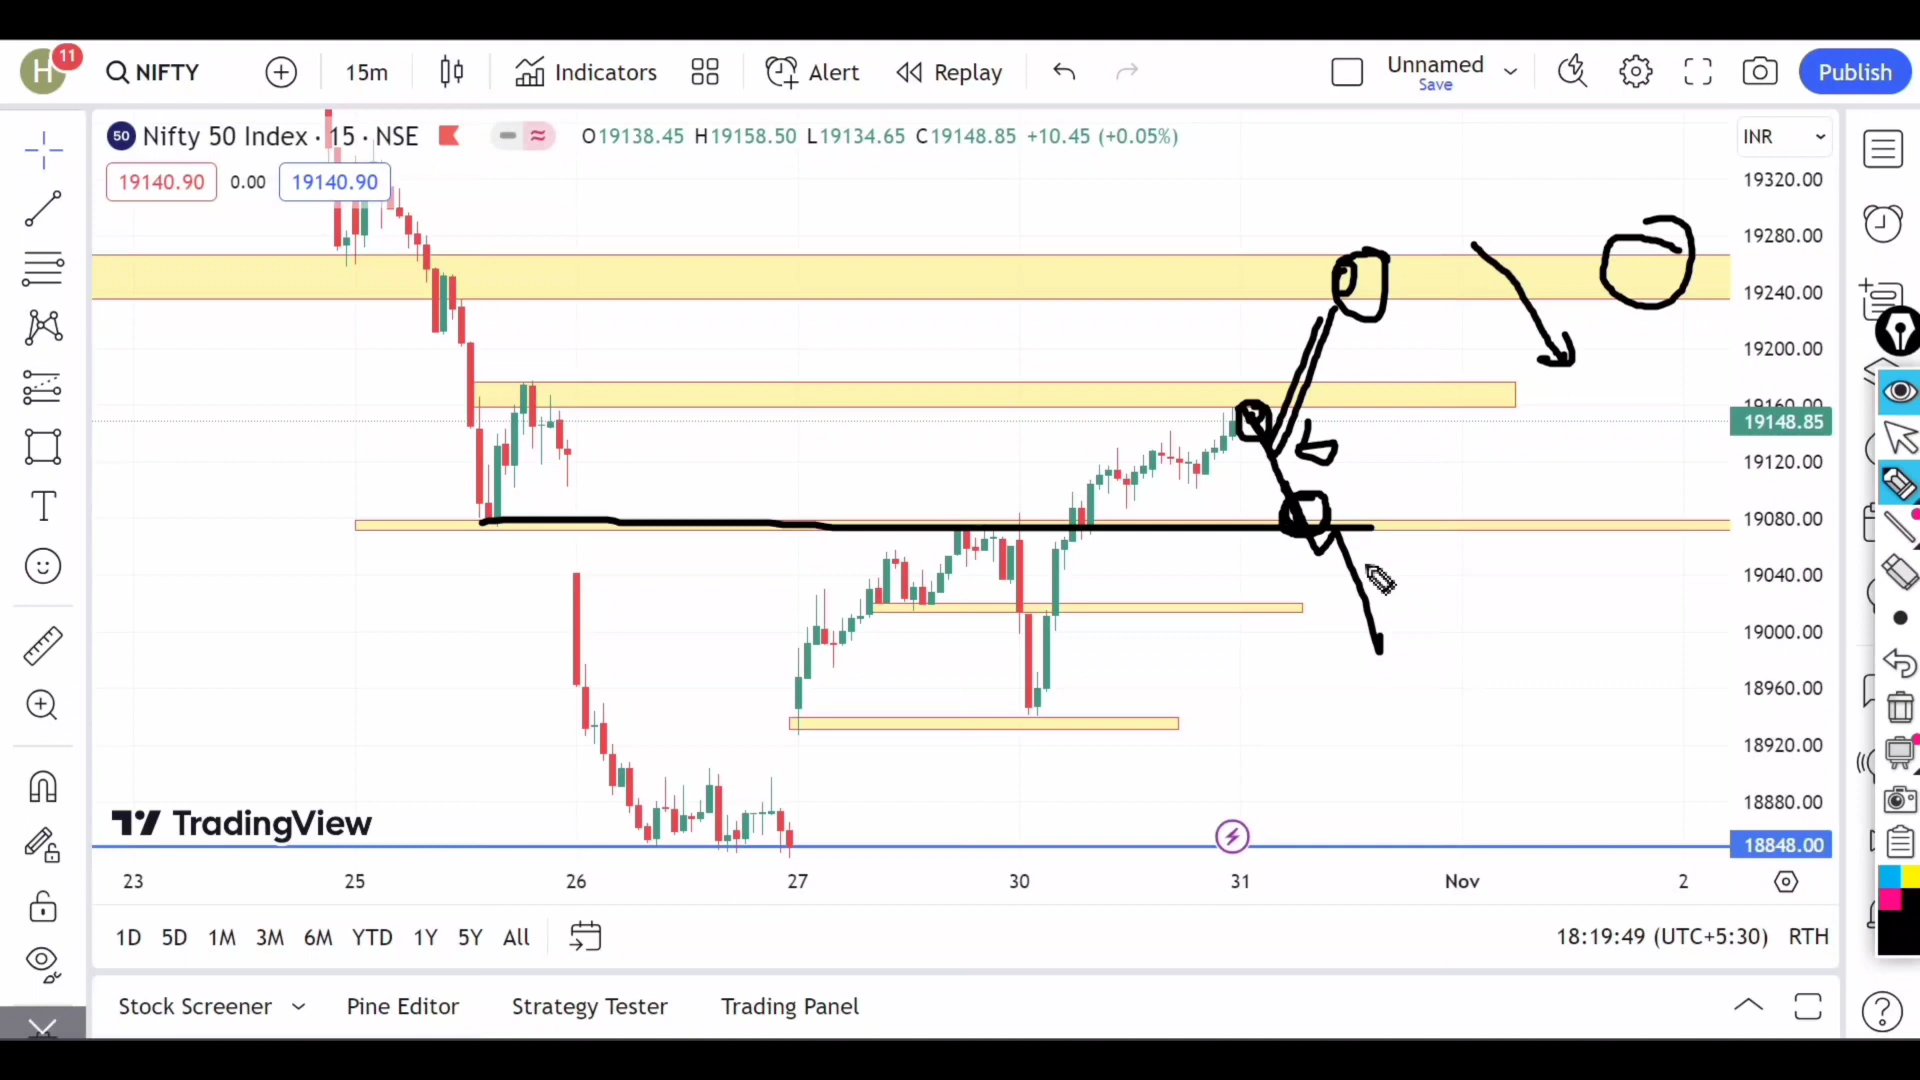 H 11 NIFTY 15m Indicators Alert Replay Unnamed Publish
Save
50 Nifty 50 Index · 15 · NSE O19138.45 H19158.50 L19134.65 C19148.85 +10.45 (+0.05%) INR
19140.90 0.00 19140.90
19320.00
19280.00
19240.00
19200.00
19160.00
19148.85
19120.00
19080.00
19040.00
19000.00
18960.00
18920.00
18880.00
TradingView
18848.00
23 25 26 27 30 31 Nov 2
1D 5D 1M 3M 6M YTD 1Y 5Y All 18:19:49 (UTC+5:30) RTH
Stock Screener Pine Editor Strategy Tester Trading Panel